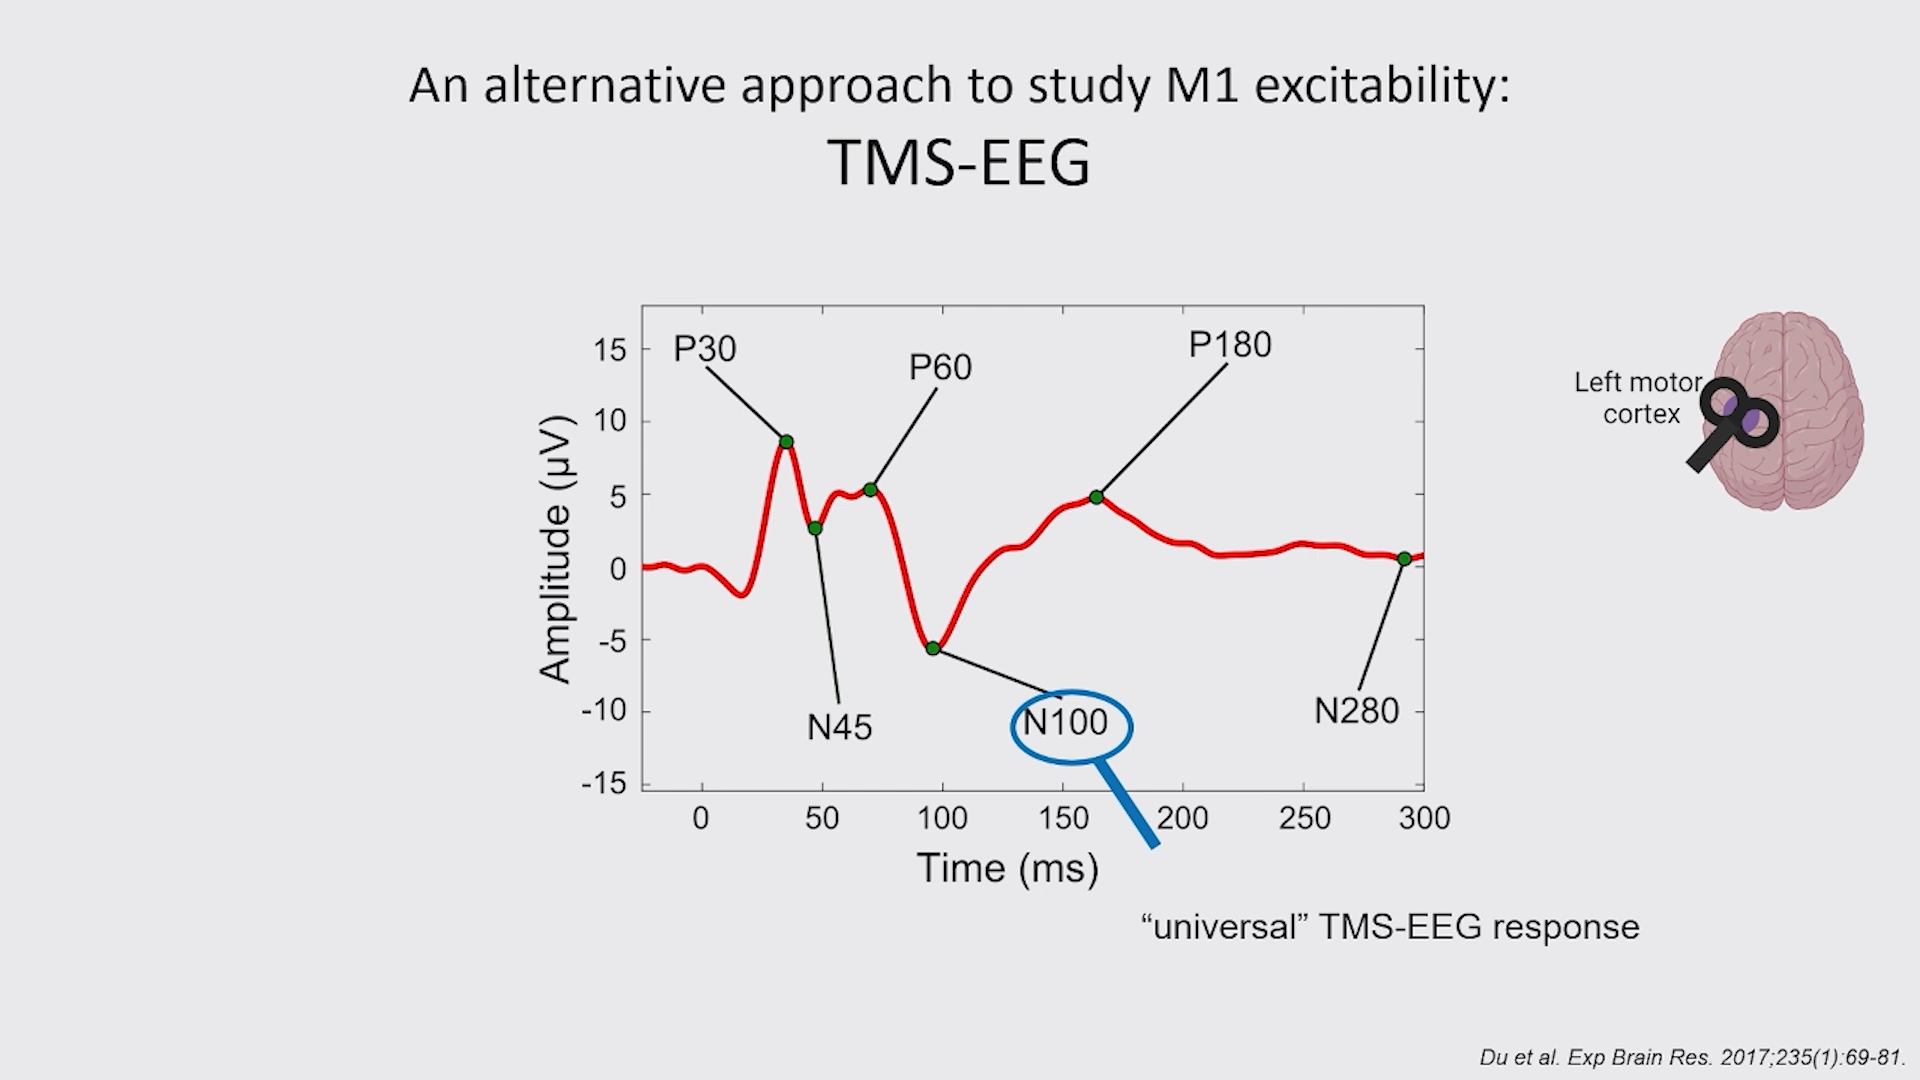 An alternative approach to study M1 excitability:
TMS-EEG
P30
P60
P180
N45
N100
N280
15
10
5
0
-5
-10
-15
Amplitude (µV)
0 50 100 150 200 250 300
Time (ms)
Left motor
cortex
“universal” TMS-EEG response
Du et al. Exp Brain Res. 2017;235(1):69-81.